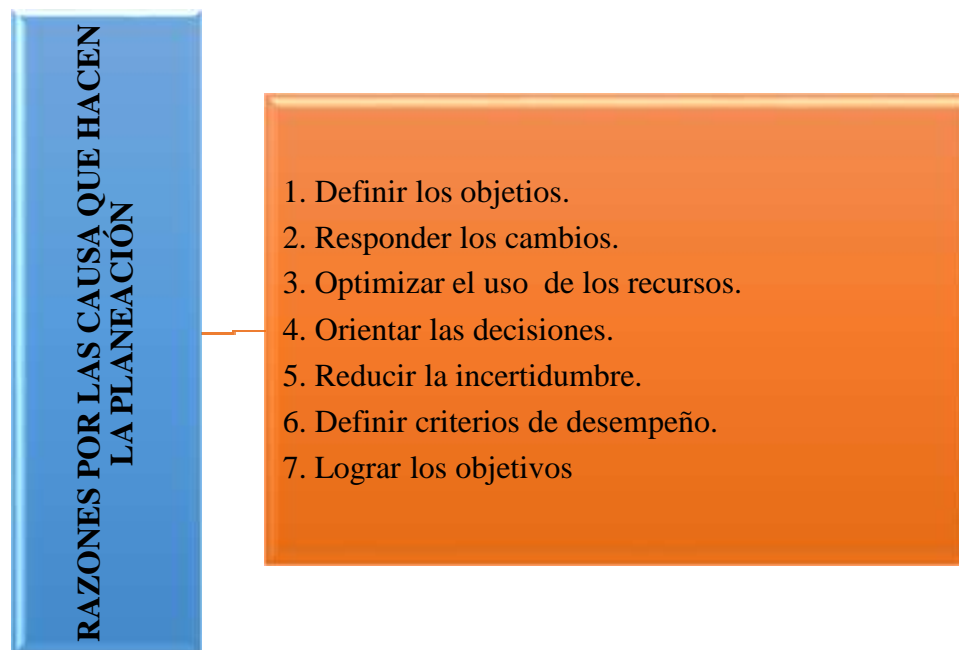 RAZONES POR LAS CAUSA QUE HACEN
LA PLANEACIÓN
1. Definir los objetios.
2. Responder los cambios.
3. Optimizar el uso  de los recursos.
4. Orientar las decisiones.
5. Reducir la incertidumbre.
6. Definir criterios de desempeño.
7. Lograr los objetivos